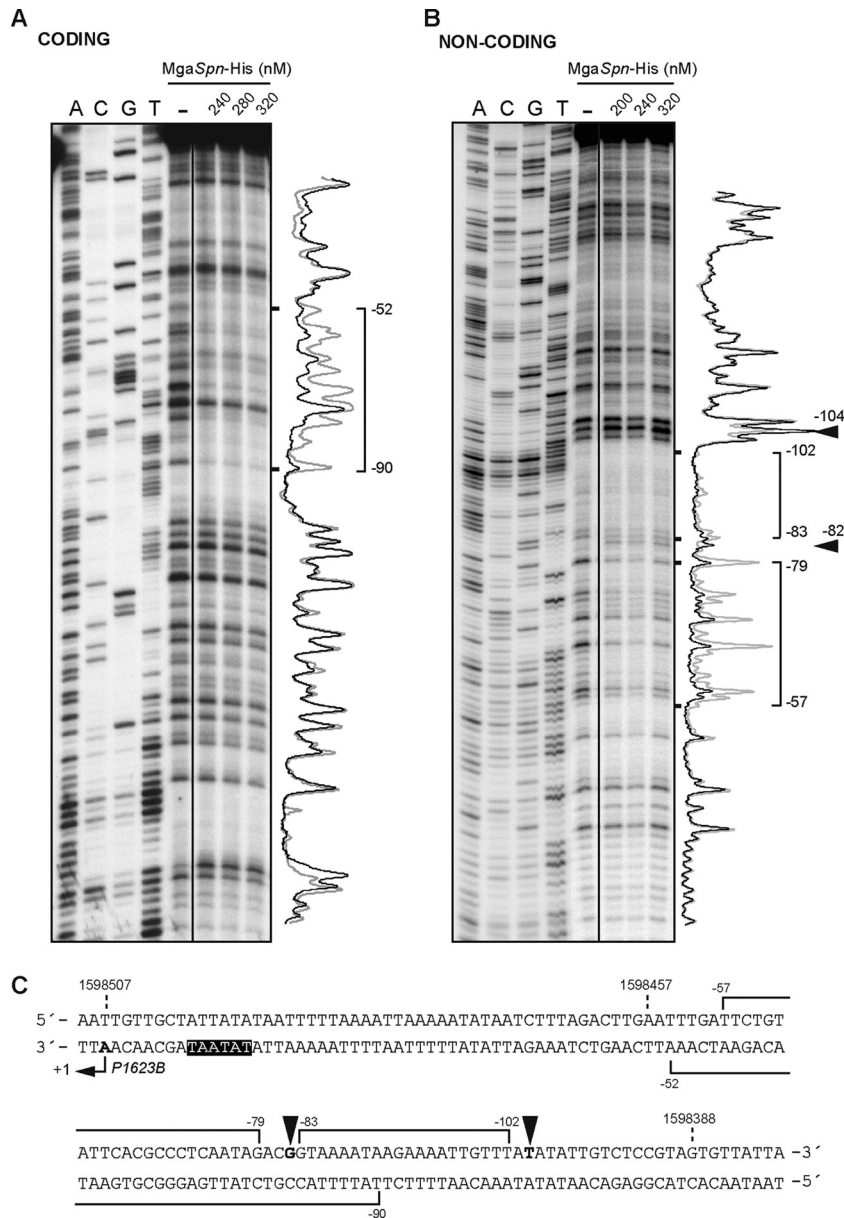 A
CODING
MgaSpn-His (nM)
A C G T – 240 280 320
-52
-90
B
NON-CODING
MgaSpn-His (nM)
A C G T – 200 240 320
-104
-102
-83 -82
-79
-57
C
1598507 1598457 -57
5´- AATTGTTGCTATTATATAATTTTTAAAAATTAAAAATATAATCTTTAGACTTGAATTTGATTCTGT
3´- TTAACAACGATAATATATTAAAAATTTTTAATTTTTATATTAGAAATCTGAACTTAAACTAAGACA
+1 P1623B -52
-79 -83 -102 1598388
ATTCACGCCCTCAATAGACGGTAAAATAAGAAAATTGTTTATATATTGTCTCCGTAGTGTTATTA -3´
TAAGTGCGGGAGTTATCTGCCATTTTATTCTTTTAACAAATATATAACAGAGGCATCACAATAAT -5´
-90